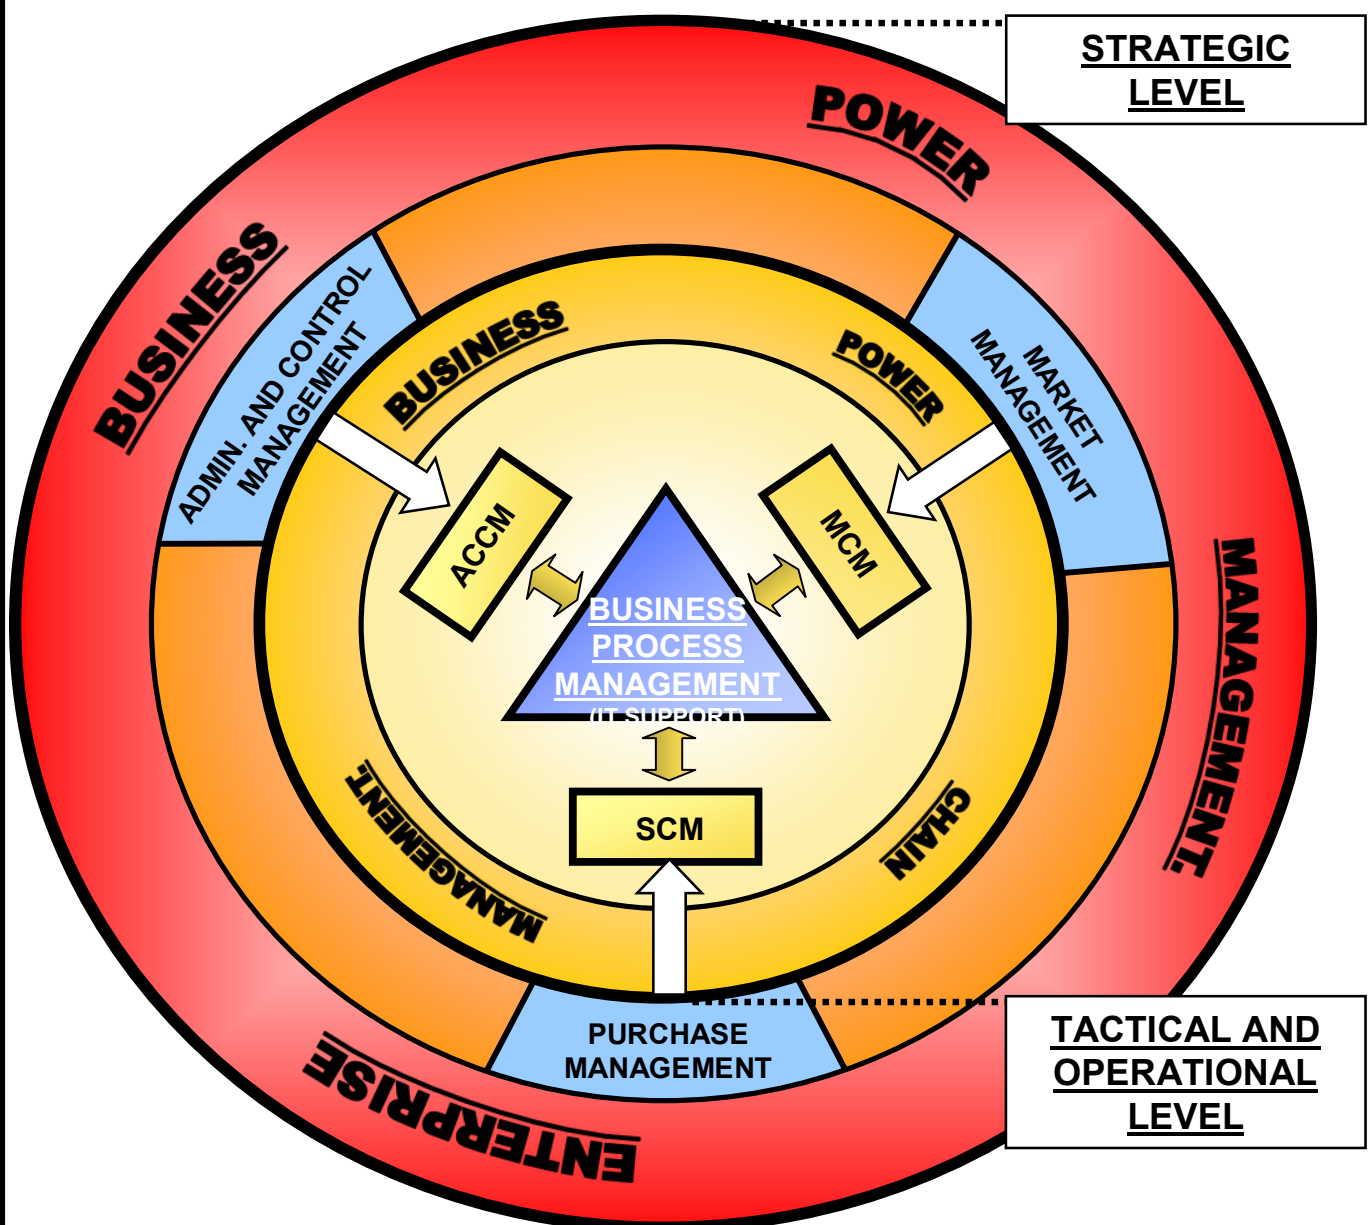 STRATEGIC
LEVEL
POWER
BUSINESS
MANAGEMENT.
ENTERPRISE
ADMIN. AND CONTROL
MANAGEMENT
MARKET
MANAGEMENT
BUSINESS
POWER
CHAIN
MANAGEMENT.
ACCM
MCM
BUSINESS
PROCESS
MANAGEMENT
(IT SUPPORT)
SCM
PURCHASE
MANAGEMENT
TACTICAL AND
OPERATIONAL
LEVEL